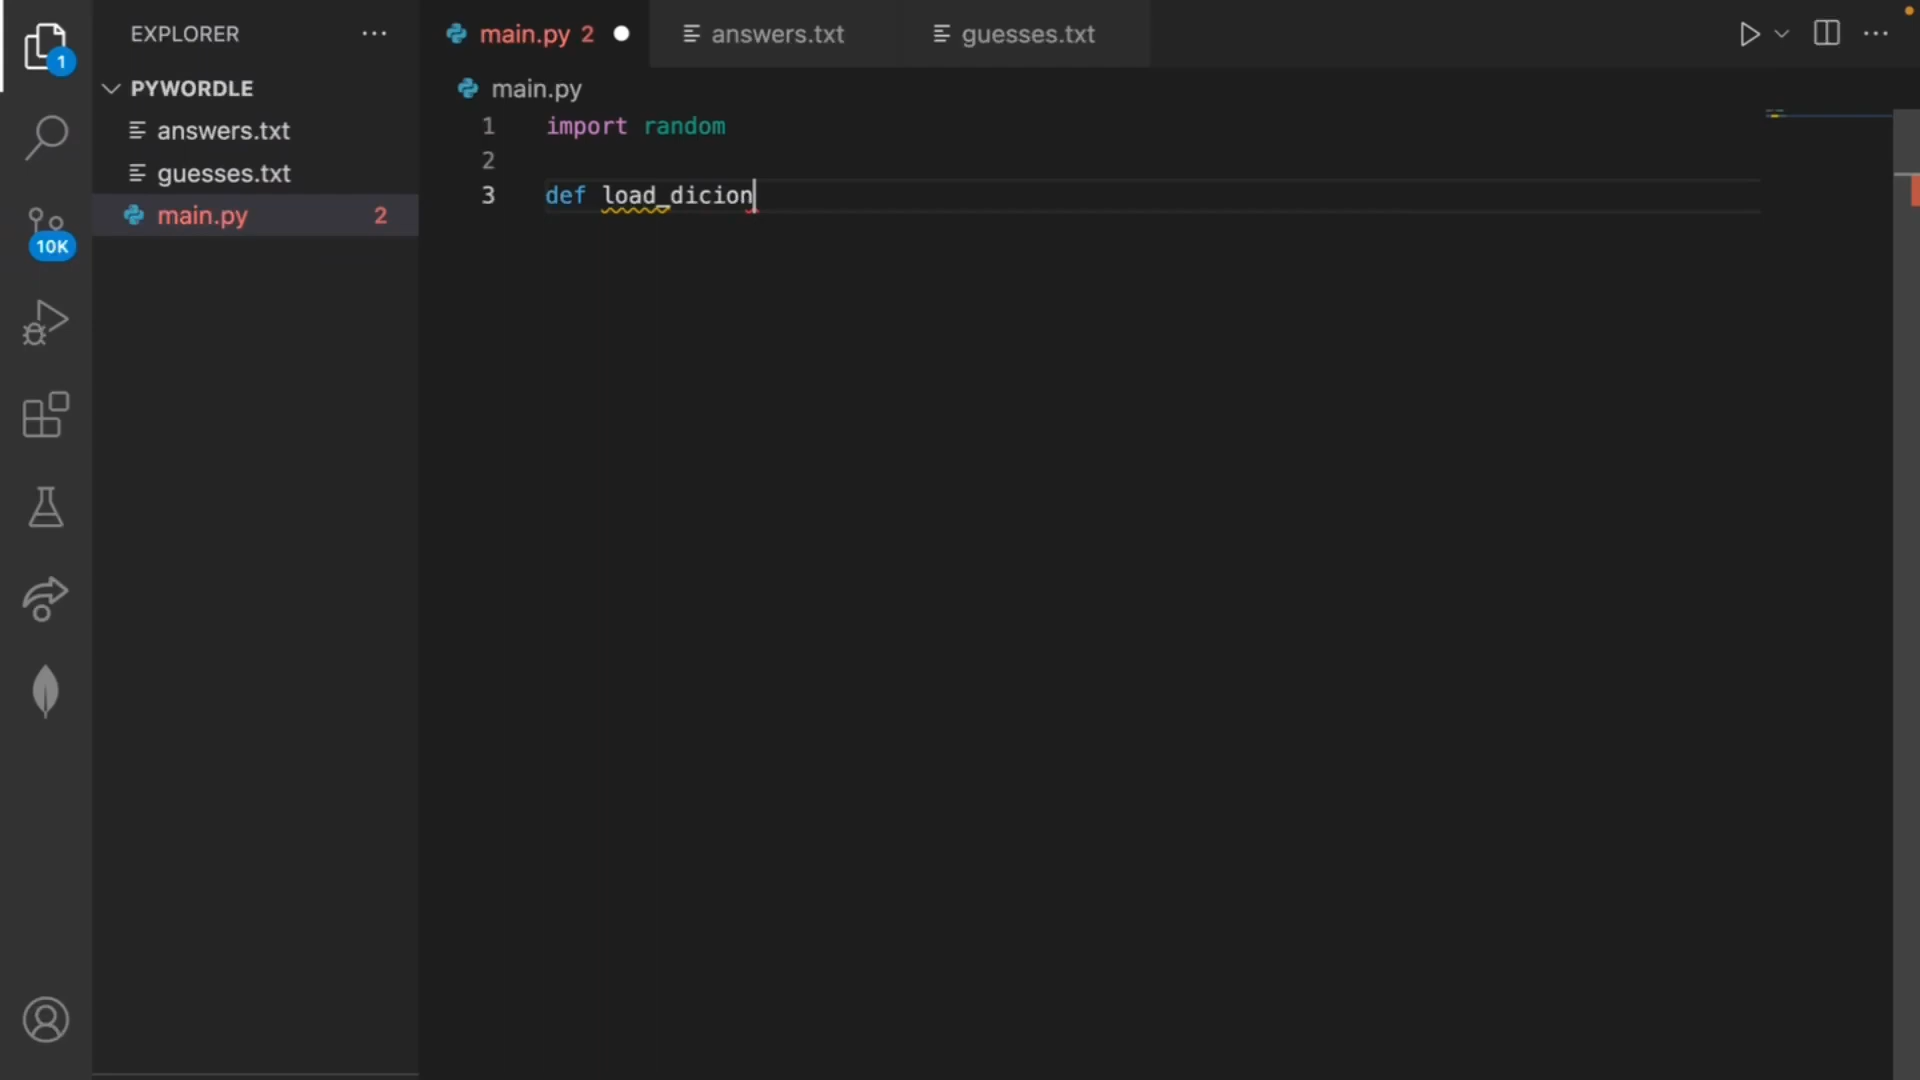 EXPLORER
main.py 2
answers.txt
guesses.txt
1
PYWORDLE
main.py
answers.txt
1 import random
2
guesses.txt
3 def load_dicion
main.py 2
10K